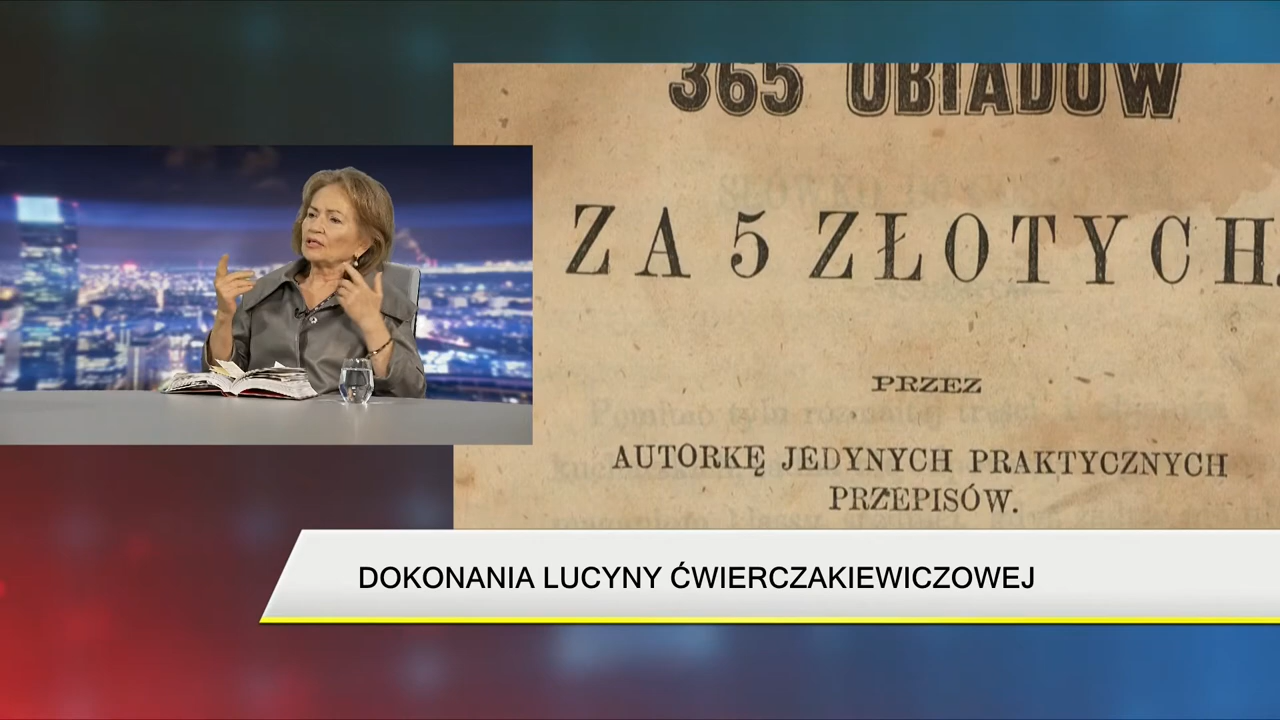 365 OBIADÓW
ZA 5 ZŁOTYCH.
PRZEZ
AUTORKĘ JEDYNYCH PRAKTYCZNYCH
PRZEPISÓW.
DOKONANIA LUCYNY ĆWIERCZAKIEWICZOWEJ